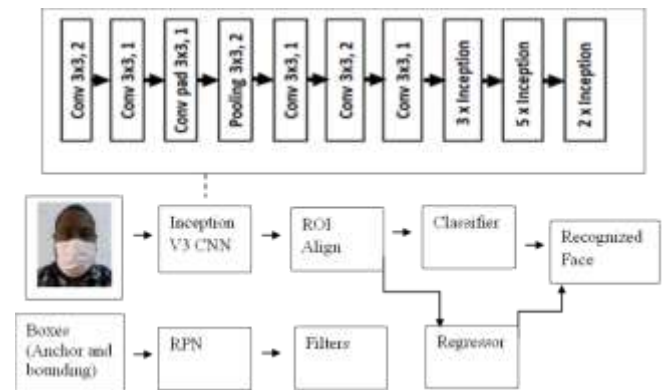 Conv 3x3, 2
Conv 3x3, 1
Conv pad 3x3, 1
Pooling 3x3, 2
Conv 3x3, 1
Conv 3x3, 2
Conv 3x3, 1
3 x Inception
5 x Inception
2 x Inception
Inception
V3 CNN
ROI
Align
Classifier
Recognized
Face
Boxes
(Anchor and
bounding)
RPN
Filters
Regressor